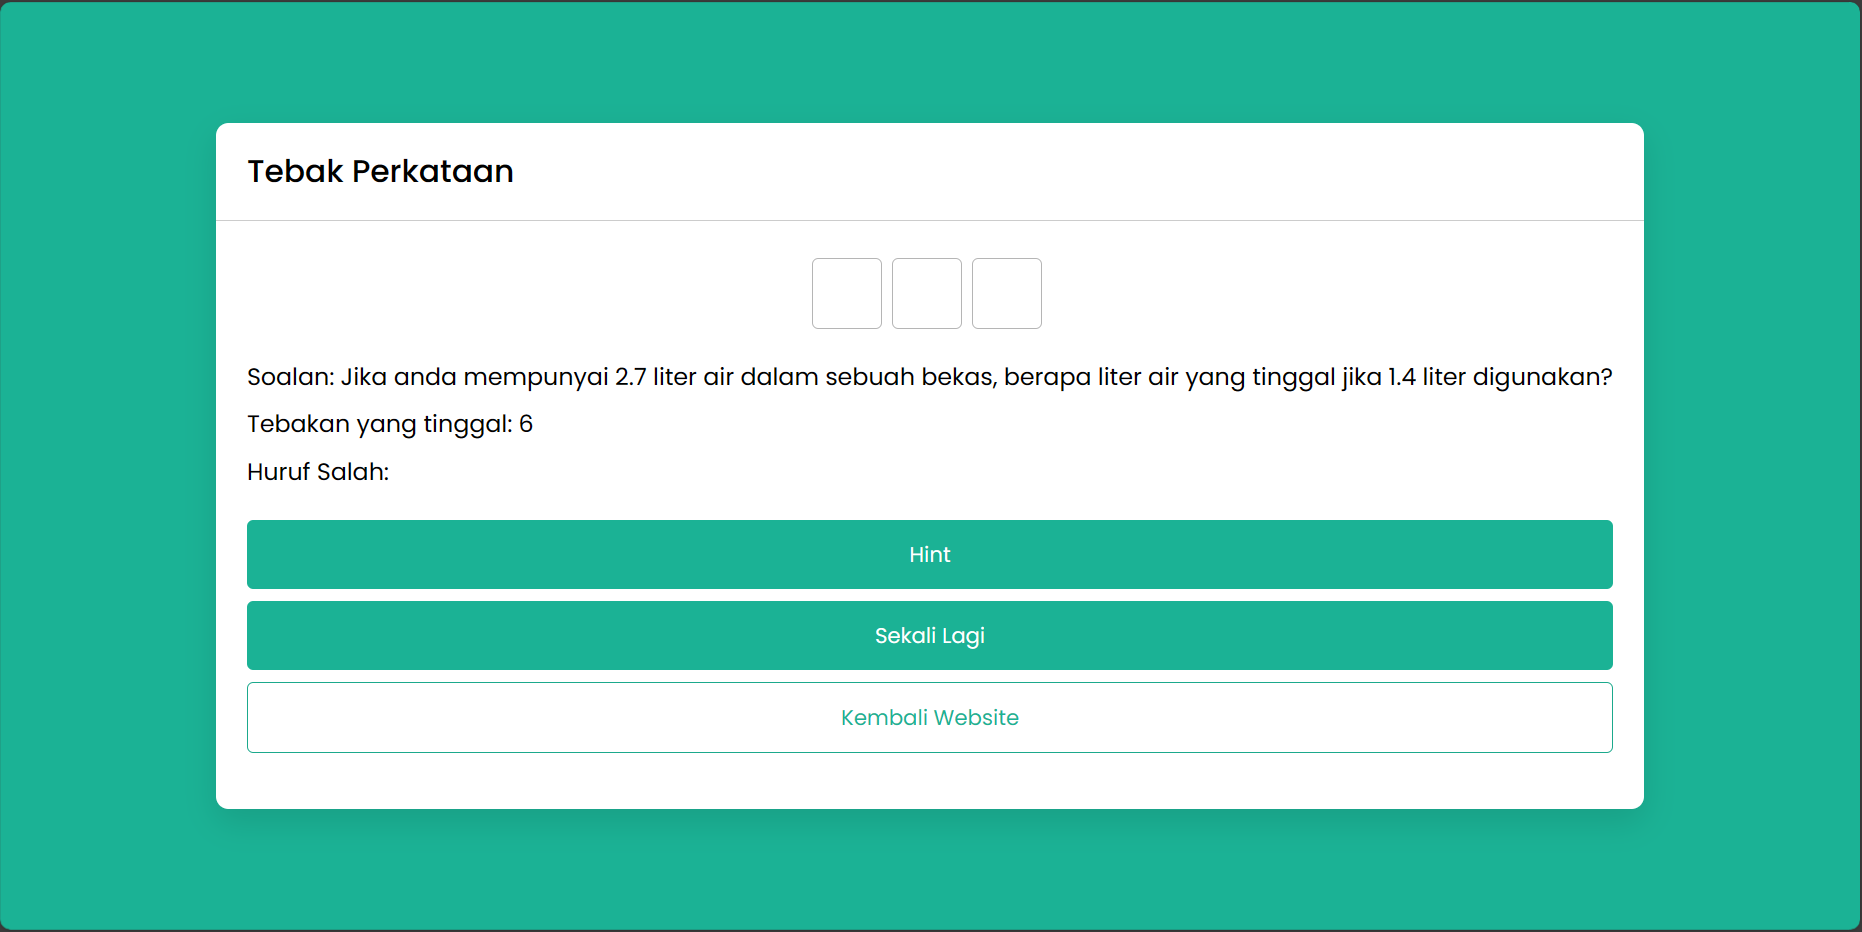 Tebak Perkataan
Soalan: Jika anda mempunyai 2.7 liter air dalam sebuah bekas, berapa liter air yang tinggal jika 1.4 liter digunakan?
Tebakan yang tinggal: 6
Huruf Salah:
Hint
Sekali Lagi
Kembali Website